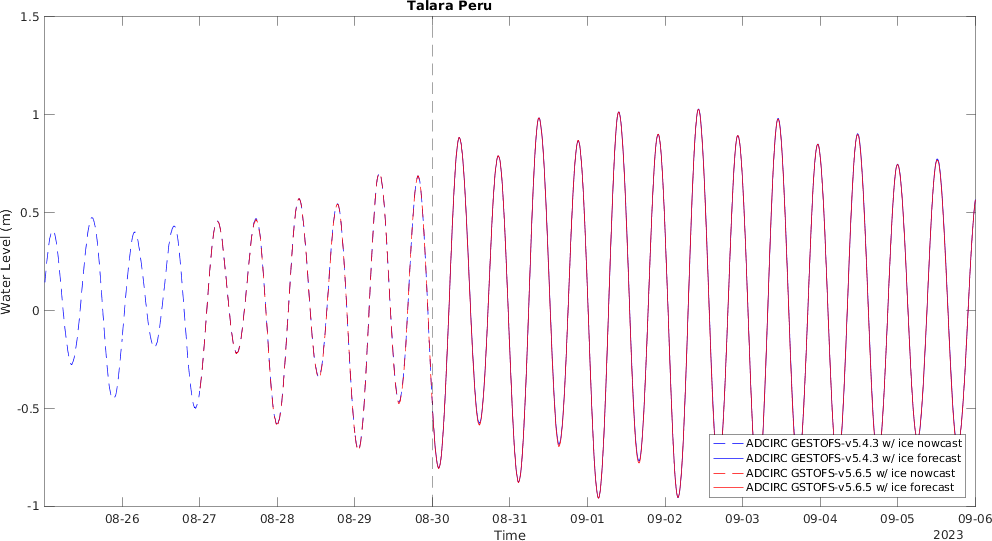 Talara Peru
1.5
1
0.5
0
-0.5
-1
Water Level (m)
ADCIRC GESTOFS-v5.4.3 w/ ice nowcast
ADCIRC GESTOFS-v5.4.3 w/ ice forecast
ADCIRC GSTOFS-v5.6.5 w/ ice nowcast
ADCIRC GSTOFS-v5.6.5 w/ ice forecast
08-26 08-27 08-28 08-29 08-30 08-31 09-01 09-02 09-03 09-04 09-05 09-06
Time
2023